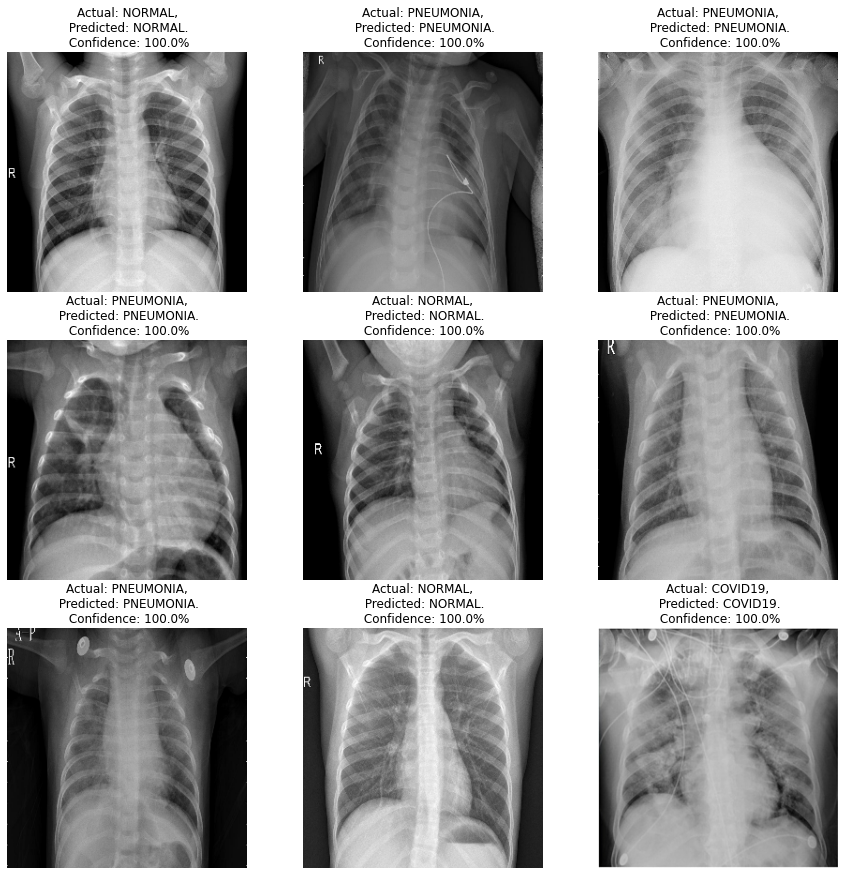 Actual: NORMAL,
Predicted: NORMAL.
Confidence: 100.0%
Actual: PNEUMONIA,
Predicted: PNEUMONIA.
Confidence: 100.0%
Actual: PNEUMONIA,
Predicted: PNEUMONIA.
Confidence: 100.0%
R
R
Actual: PNEUMONIA,
Predicted: PNEUMONIA.
Confidence: 100.0%
Actual: NORMAL,
Predicted: NORMAL.
Confidence: 100.0%
Actual: PNEUMONIA,
Predicted: PNEUMONIA.
Confidence: 100.0%
R
R
R
Actual: PNEUMONIA,
Predicted: PNEUMONIA.
Confidence: 100.0%
Actual: NORMAL,
Predicted: NORMAL.
Confidence: 100.0%
Actual: COVID19,
Predicted: COVID19.
Confidence: 100.0%
A P
R
R